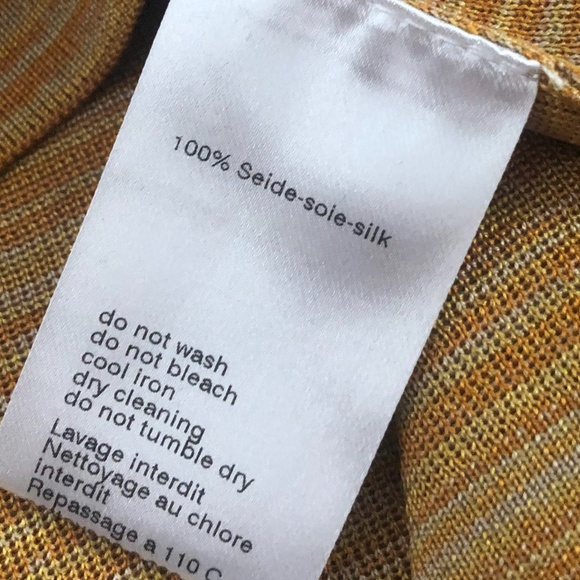 100% Seide-soie-silk
do not wash
do not bleach
cool iron
dry cleaning
do not tumble dry
Lavage interdit
Nettoyage au chlore
interdit
Repassage a 110 C